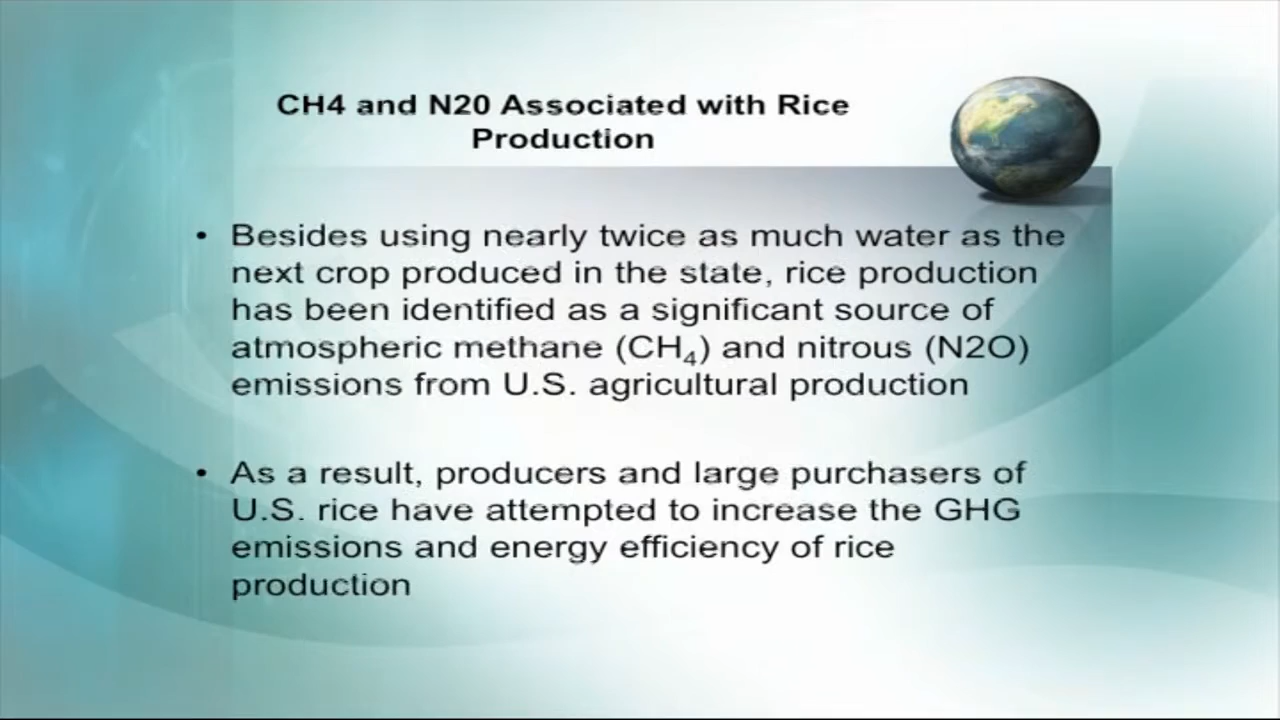 CH4 and N20 Associated with Rice
Production
• Besides using nearly twice as much water as the
next crop produced in the state, rice production
has been identified as a significant source of
atmospheric methane (CH₄) and nitrous (N2O)
emissions from U.S. agricultural production
• As a result, producers and large purchasers of
U.S. rice have attempted to increase the GHG
emissions and energy efficiency of rice
production